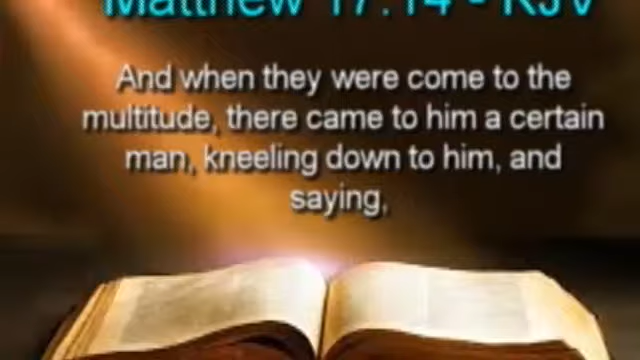 Matthew 17:14 - KJV
And when they were come to the
multitude, there came to him a certain
man, kneeling down to him, and
saying,